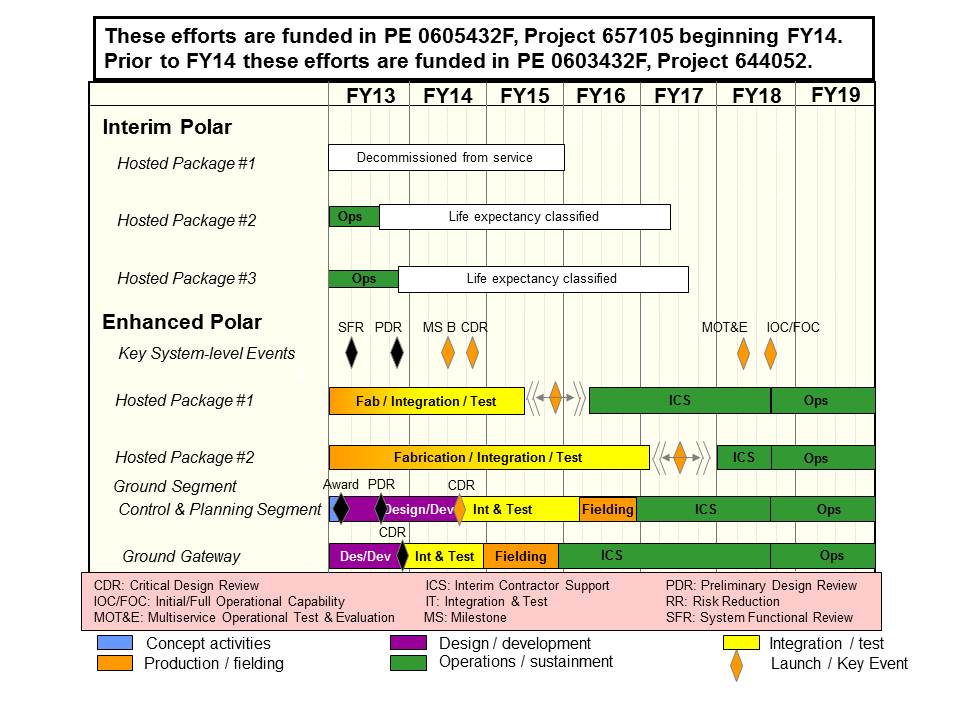 These efforts are funded in PE 0605432F, Project 657105 beginning FY14.
Prior to FY14 these efforts are funded in PE 0603432F, Project 644052.
FY13 FY14 FY15 FY16 FY17 FY18 FY19
Interim Polar
Hosted Package #1
Decommissioned from service
Hosted Package #2
Ops
Life expectancy classified
Hosted Package #3
Ops
Life expectancy classified
Enhanced Polar
SFR PDR MS B CDR MOT&E IOC/FOC
Key System-level Events
Hosted Package #1
Fab / Integration / Test
ICS
Ops
Hosted Package #2
Fabrication / Integration / Test
ICS
Ops
Ground Segment
Award PDR CDR
Control & Planning Segment
Design/Dev
Int & Test
Fielding
ICS
Ops
CDR
Ground Gateway
Des/Dev
Int & Test
Fielding
ICS
Ops
CDR: Critical Design Review
ICS: Interim Contractor Support
PDR: Preliminary Design Review
IOC/FOC: Initial/Full Operational Capability
IT: Integration & Test
RR: Risk Reduction
MOT&E: Multiservice Operational Test & Evaluation
MS: Milestone
SFR: System Functional Review
Concept activities
Design / development
Integration / test
Production / fielding
Operations / sustainment
Launch / Key Event